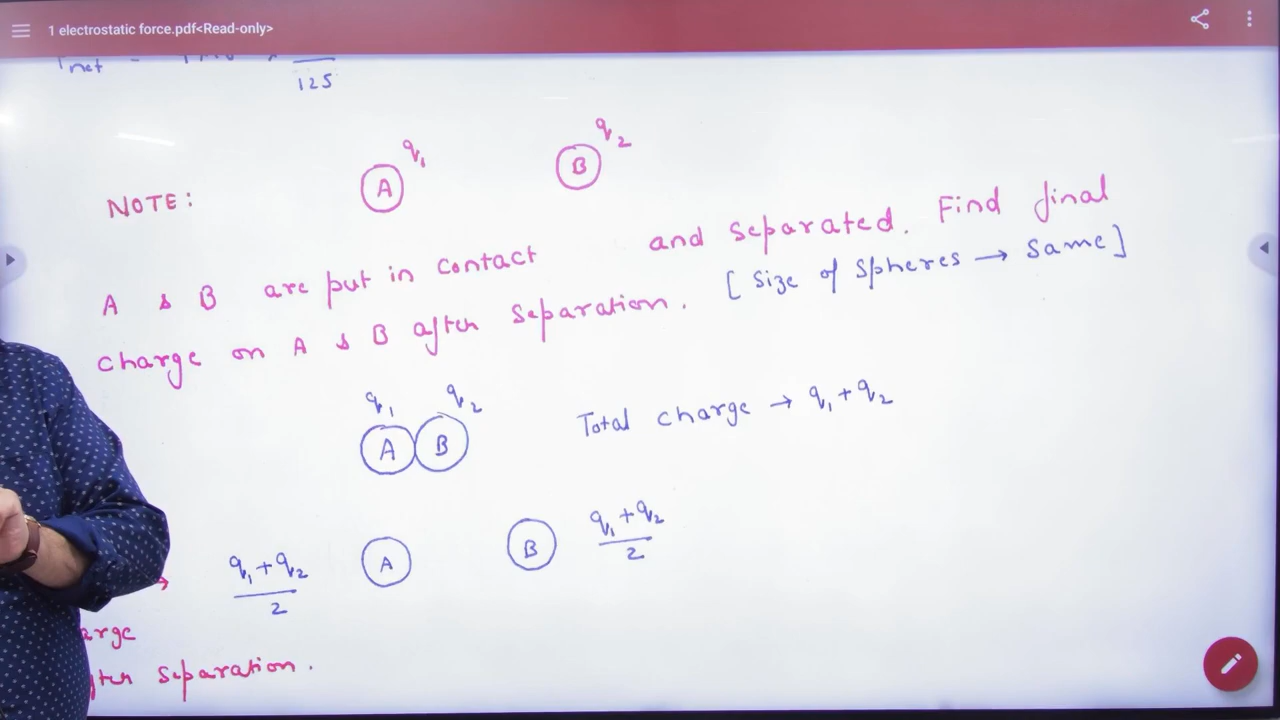 1 electrostatic force.pdf<Read-only>
125
q₁ q₂
A B
NOTE:
A & B are put in contact and separated. Find final
charge on A & B after separation. [Size of Spheres → Same]
q₁ q₂
A B Total charge → q₁+q₂
q₁+q₂/2 A B q₁+q₂/2
→
arge
separation.